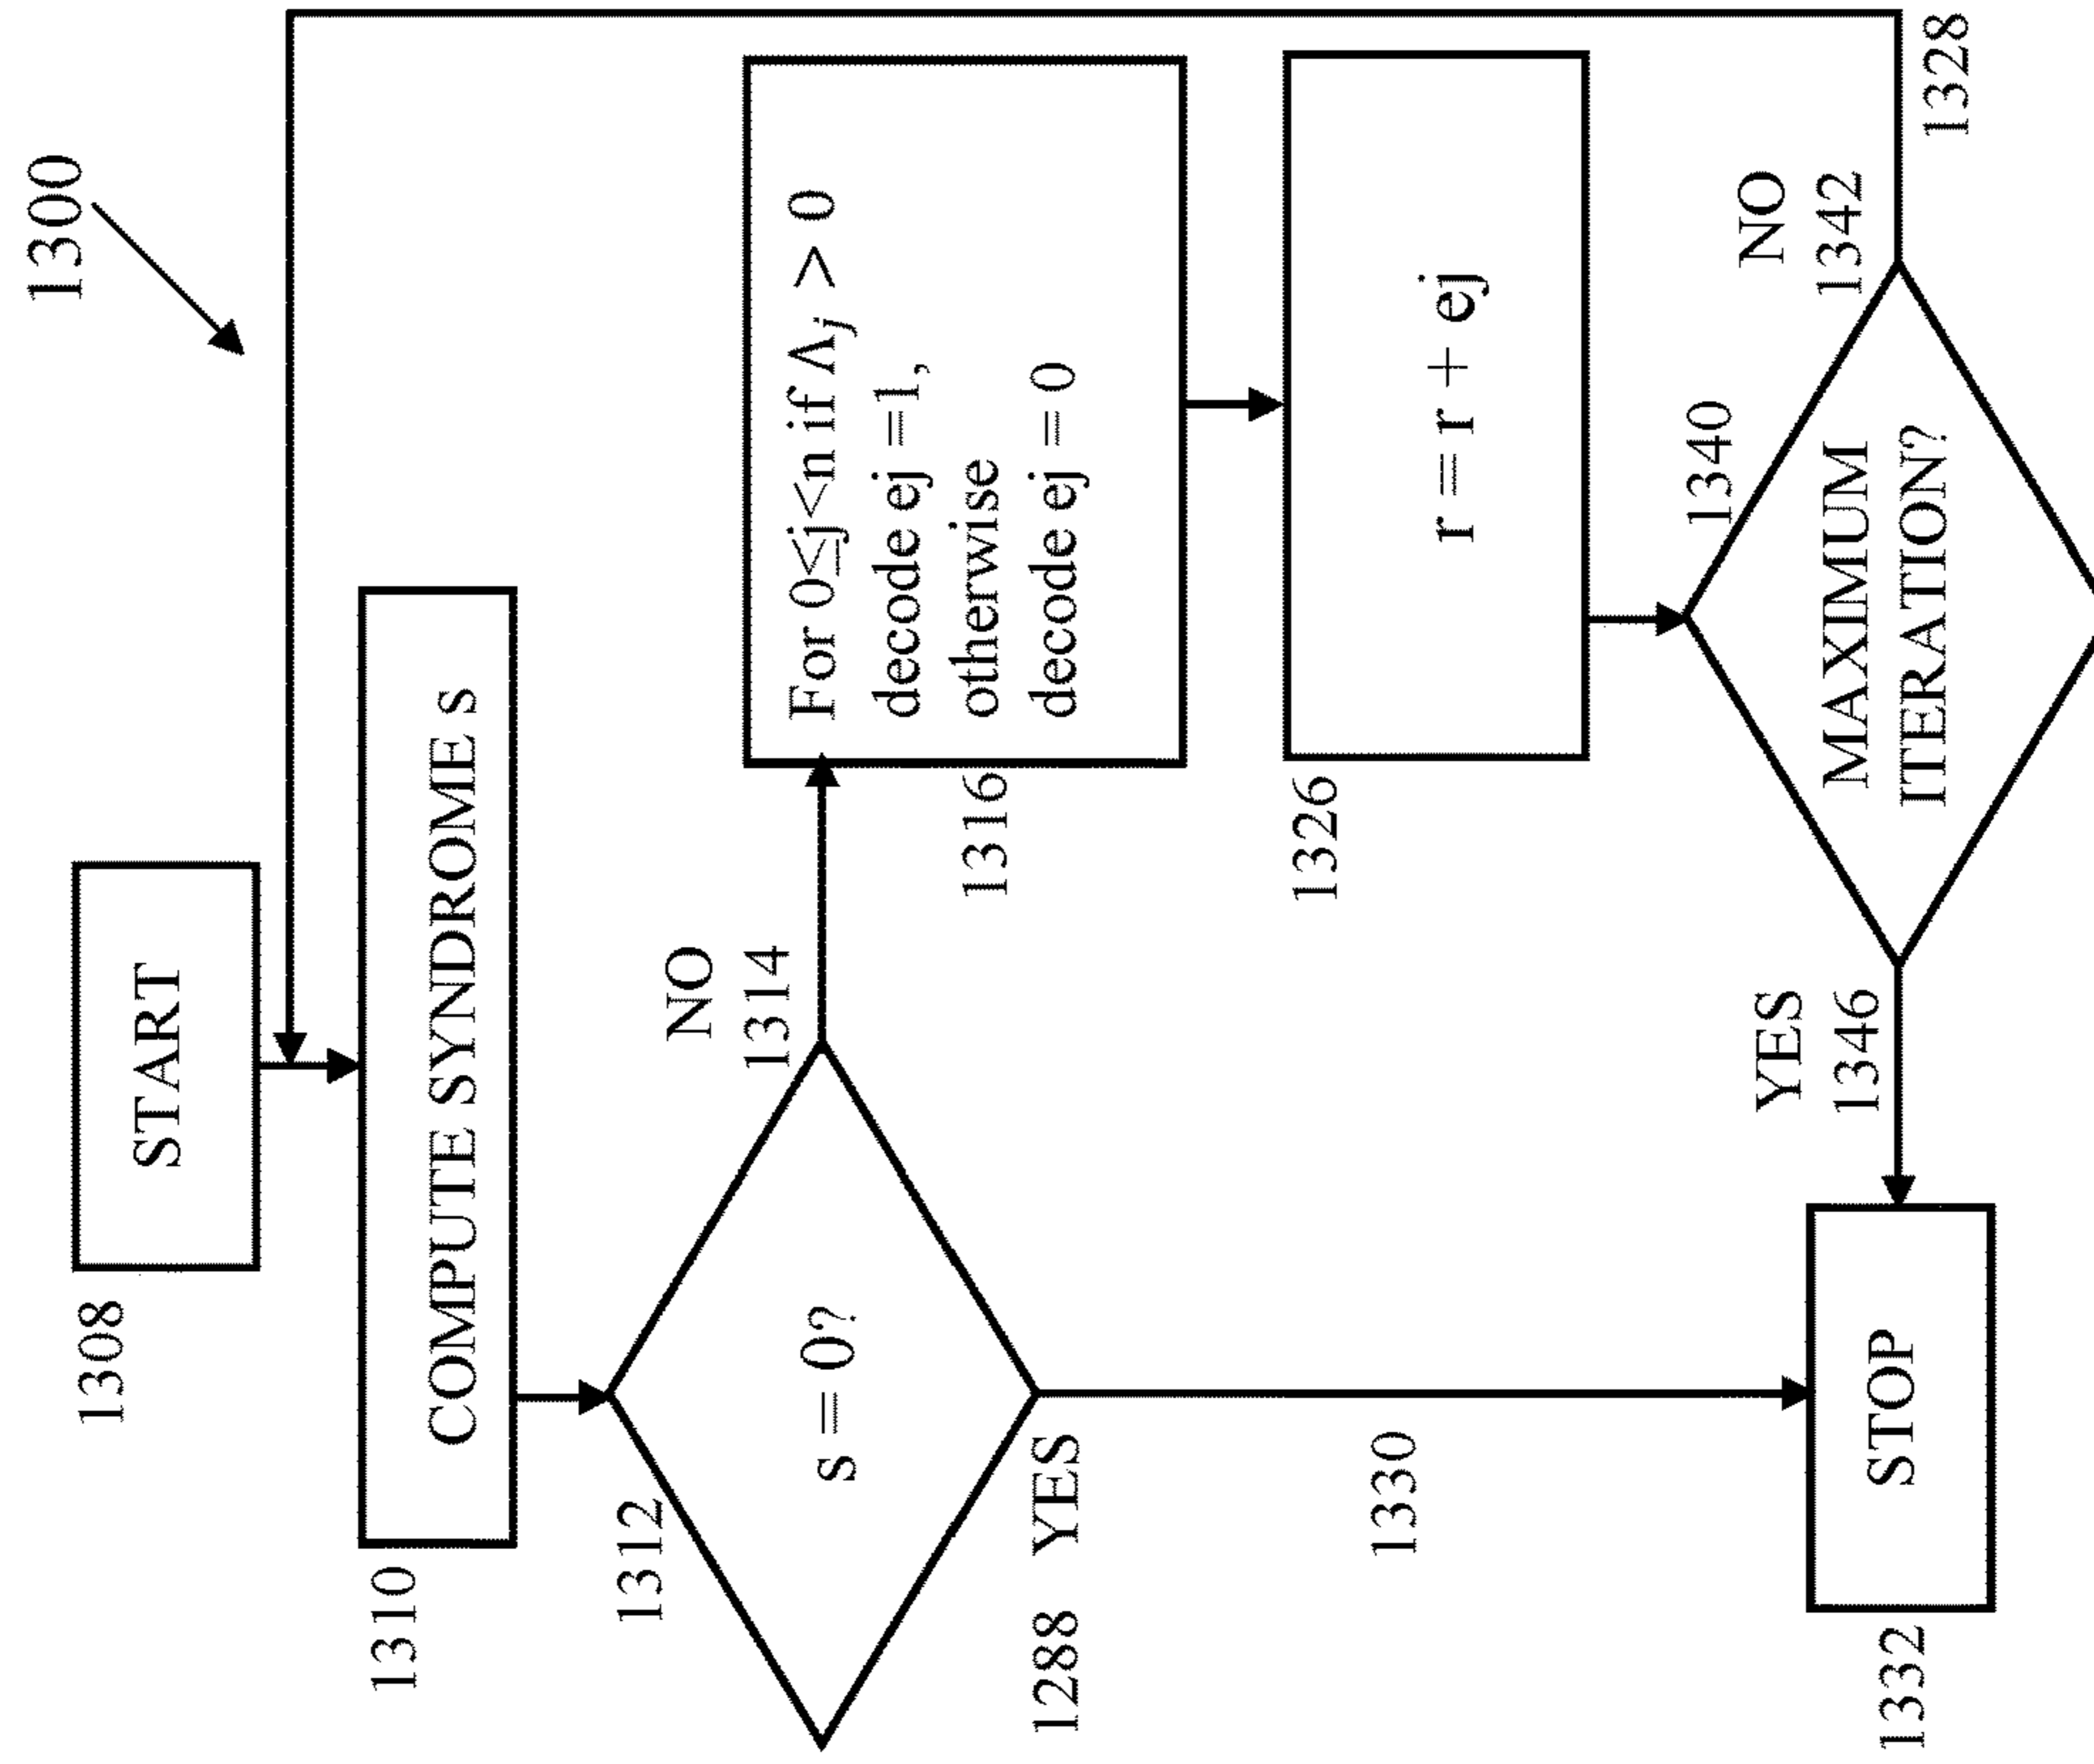 1300
1308
START
1310
COMPUTE SYNDROME s
1312
s = 0?
NO
1314
1288 YES
1330
For 0≤j<n if Λj > 0
decode ej =1,
otherwise
decode ej = 0
1316
1326
r = r + ej
1340
MAXIMUM
ITERATION?
NO
1342
1328
YES
1346
STOP
1332